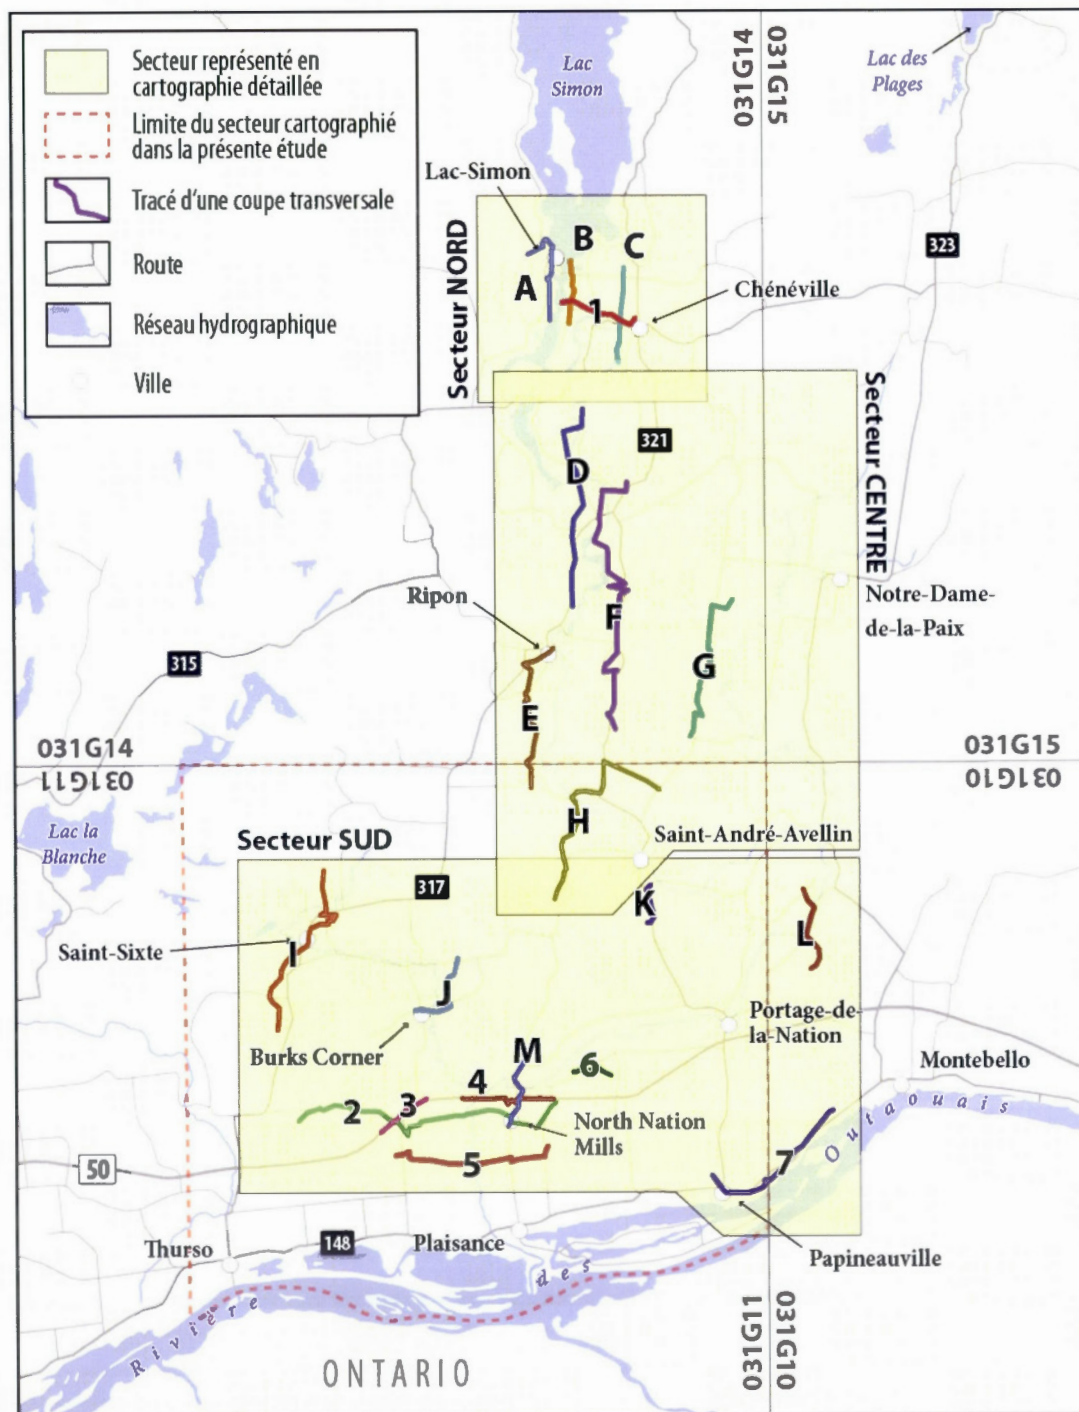 Secteur représenté en
cartographie détaillée
Limite du secteur cartographié
dans la présente étude
Tracé d'une coupe transversale
Route
Réseau hydrographique
Ville
Lac
Simon
031G14
031G15
Lac des
Plages
Lac-Simon
323
Secteur NORD
B
C
A
1
Chénéville
Secteur CENTRE
321
D
Notre-Dame-
de-la-Paix
Ripon
F
315
G
E
031G14
031G11
031G15
031G10
Lac la
Blanche
H
Saint-André-Avellin
Secteur SUD
317
K
L
Saint-Sixte
I
J
Portage-de-
la-Nation
Burks Corner
M
6
Montebello
4
2
3
North Nation
Mills
5
50
7
Outaouais
Thurso
148
Plaisance
Papineauville
Rivière
des
031G11
031G10
ONTARIO